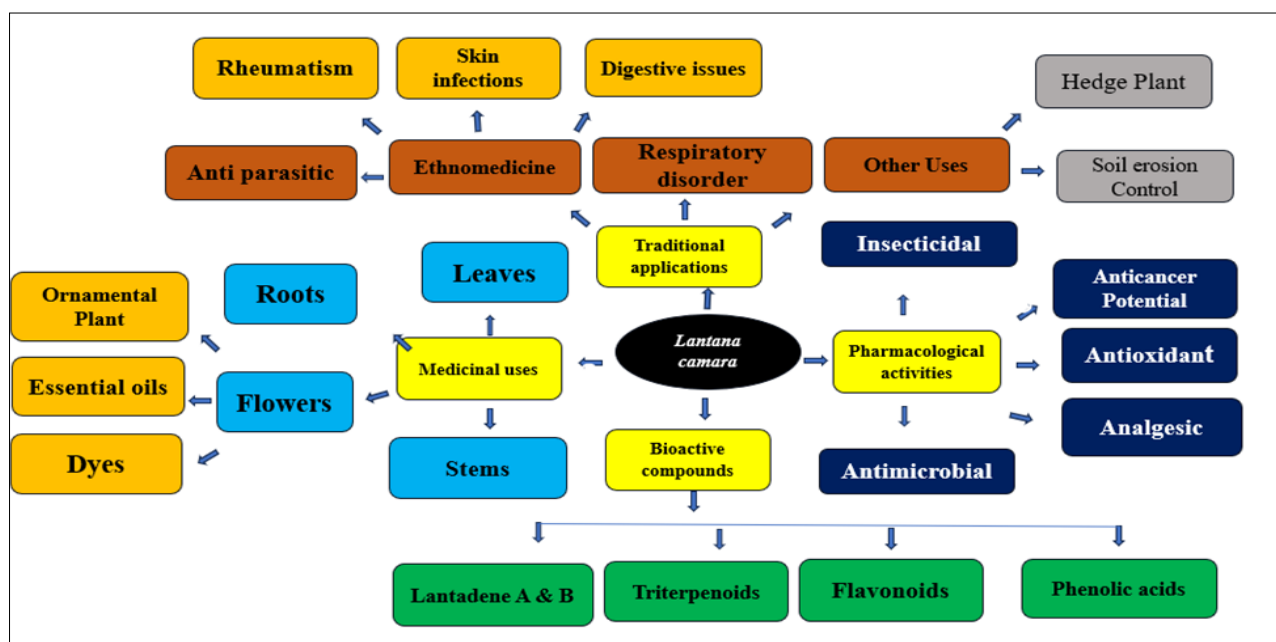 Rheumatism
Skin
infections
Digestive issues
Hedge Plant
Anti parasitic
Ethnomedicine
Respiratory
disorder
Other Uses
Soil erosion
Control
Leaves
Traditional
applications
Insecticidal
Roots
Ornamental
Plant
Anticancer
Potential
Lantana
camara
Medicinal uses
Pharmacological
activities
Antioxidant
Essential oils
Flowers
Analgesic
Dyes
Stems
Bioactive
compounds
Antimicrobial
Lantadene A & B
Triterpenoids
Flavonoids
Phenolic acids